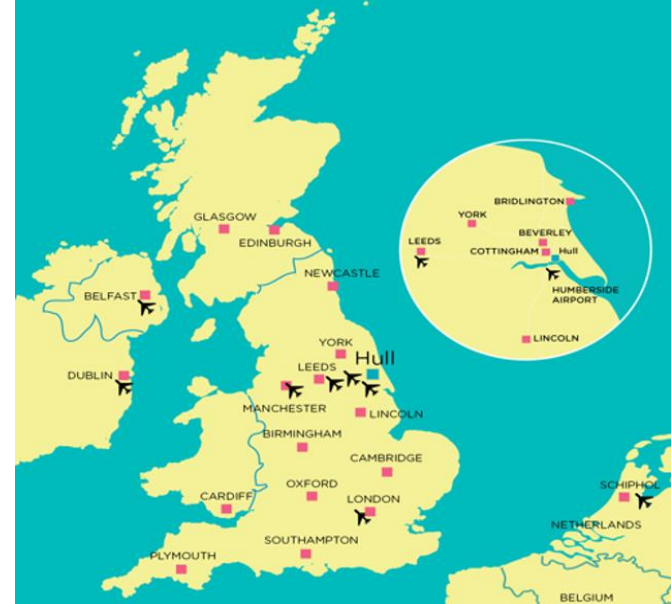 GLASGOW
EDINBURGH
NEWCASTLE
BELFAST
DUBLIN
YORK
Hull
LEEDS
MANCHESTER
LINCOLN
BIRMINGHAM
CAMBRIDGE
OXFORD
CARDIFF
LONDON
SOUTHAMPTON
PLYMOUTH
BRIDLINGTON
YORK
BEVERLEY
LEEDS
COTTINGHAM
Hull
HUMBERSIDE
AIRPORT
LINCOLN
SCHIPHOL
NETHERLANDS
BELGIUM